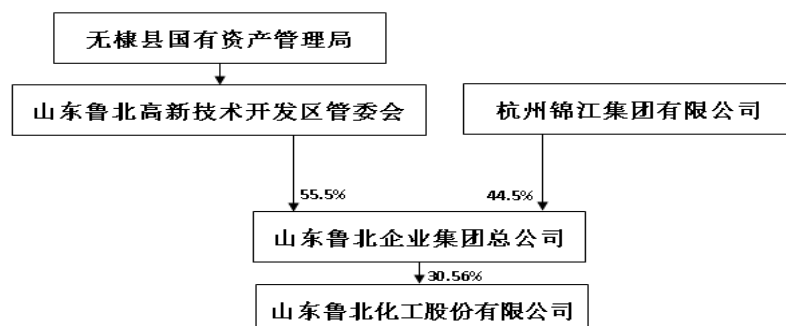 无棣县国有资产管理局
山东鲁北高新技术开发区管委会
杭州锦江集团有限公司
55.5%
44.5%
山东鲁北企业集团总公司
30.56%
山东鲁北化工股份有限公司